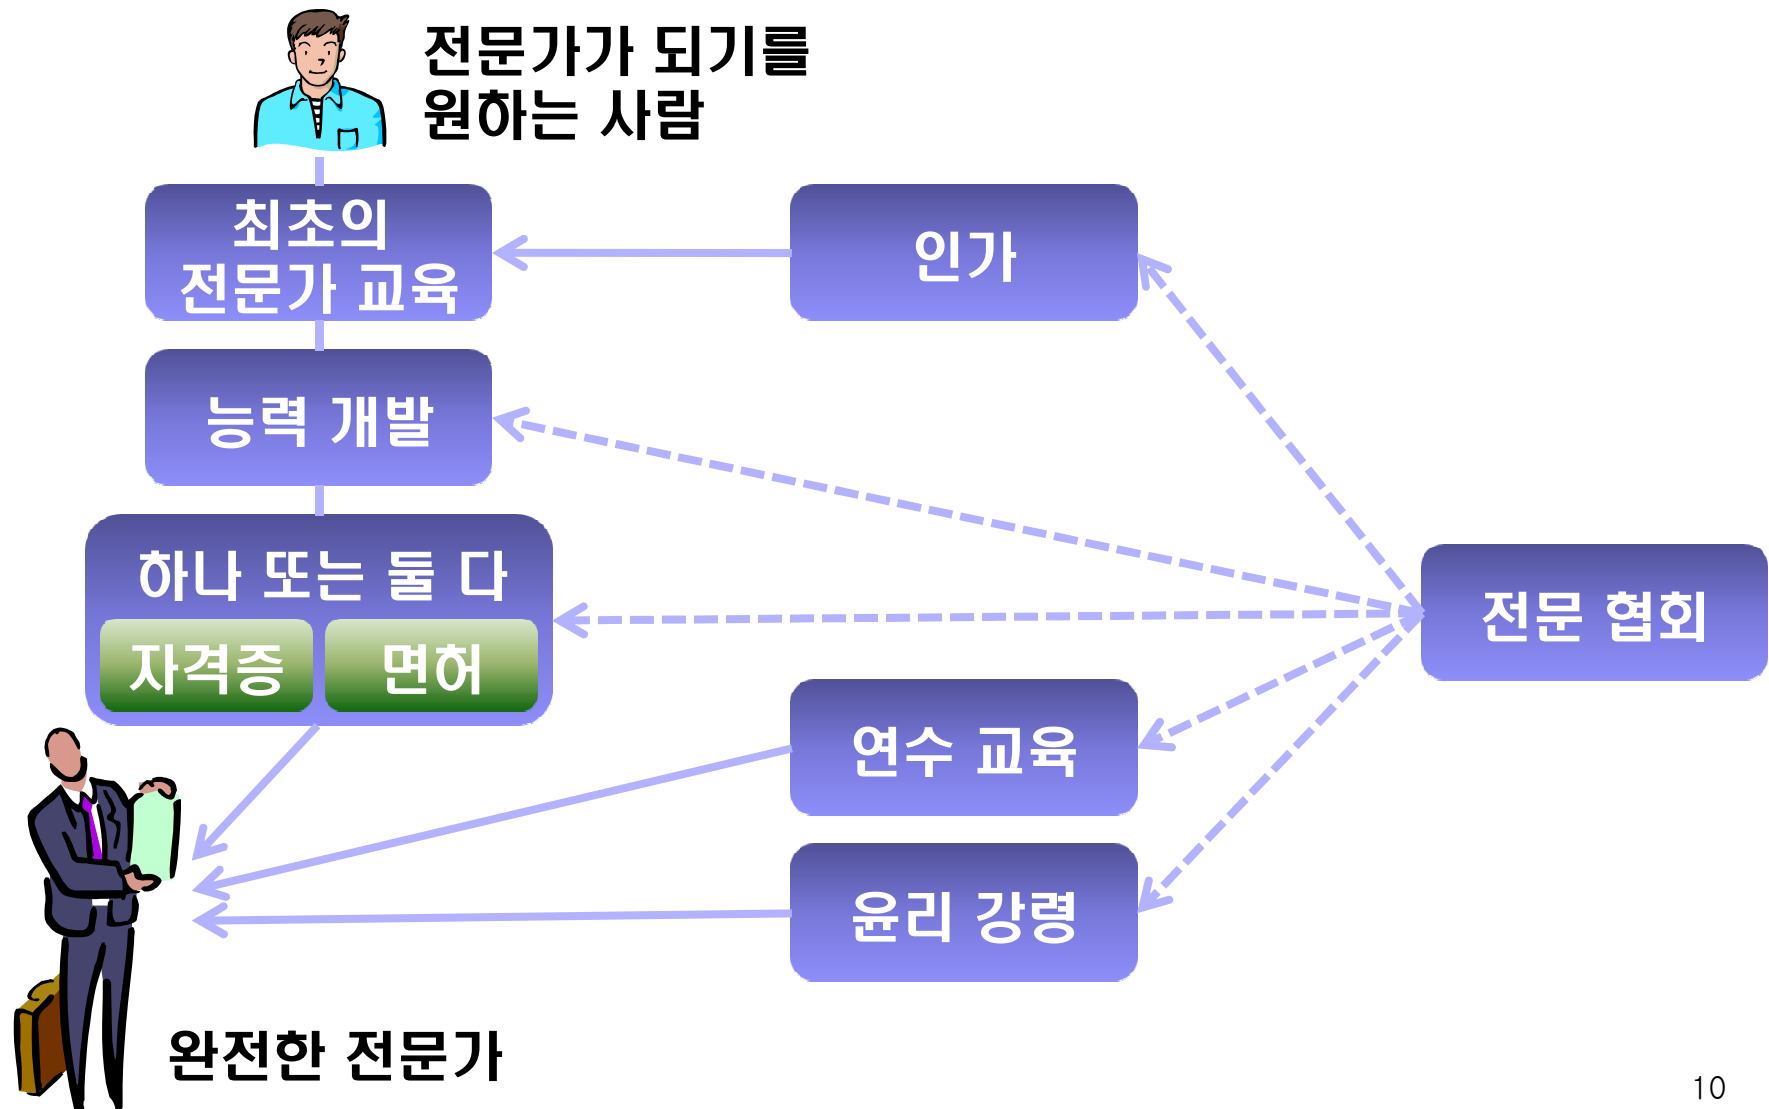 전문가가 되기를
원하는 사람
최초의
전문가 교육
인가
능력 개발
하나 또는 둘 다
자격증
면허
전문 협회
연수 교육
윤리 강령
완전한 전문가
10